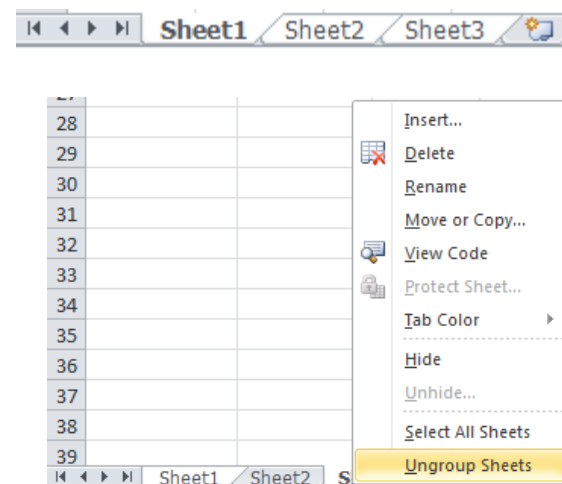 Sheet1 Sheet2 Sheet3
28 Insert...
29 Delete
30 Rename
31 Move or Copy...
32 View Code
33 Protect Sheet...
34
35 Tab Color
36 Hide
37 Unhide...
38 Select All Sheets
39 Ungroup Sheets
Sheet1 Sheet2